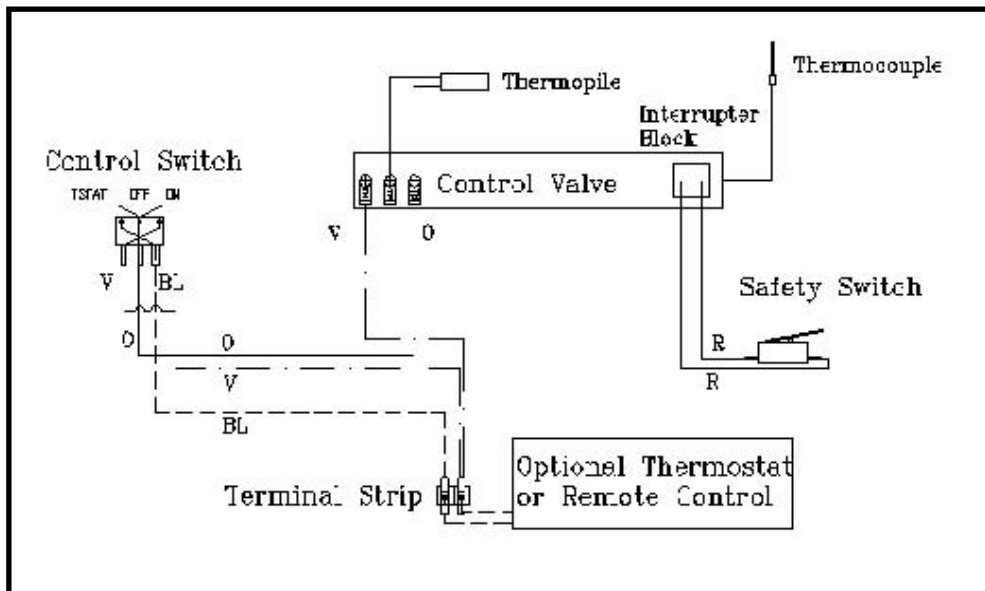 Thermopile
Thermocouple
Interrupter
Block
Control Switch
TSTAT OFF ON
Control Valve
V O
V BL
Safety Switch
O
O
R
V
R
BL
Optional Thermostat
or Remote Control
Terminal Strip